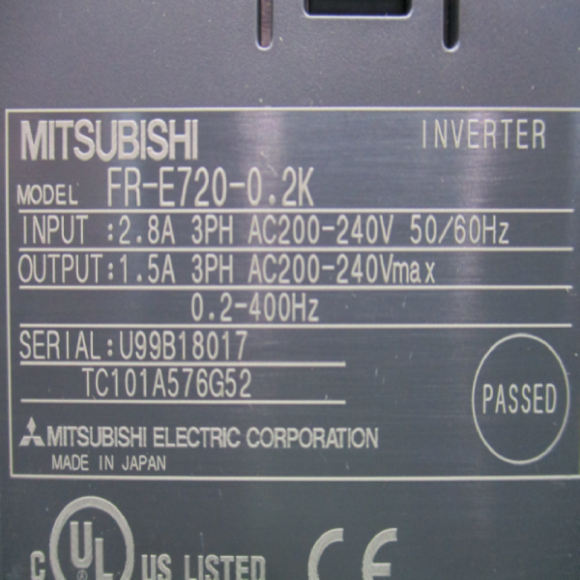 MITSUBISHI INVERTER
MODEL FR-E720-0.2K
INPUT :2.8A 3PH AC200-240V 50/60Hz
OUTPUT:1.5A 3PH AC200-240Vmax
0.2-400Hz
SERIAL:U99B18017
TC101A576G52
PASSED
MITSUBISHI ELECTRIC CORPORATION
MADE IN JAPAN
C UL US LISTED CE